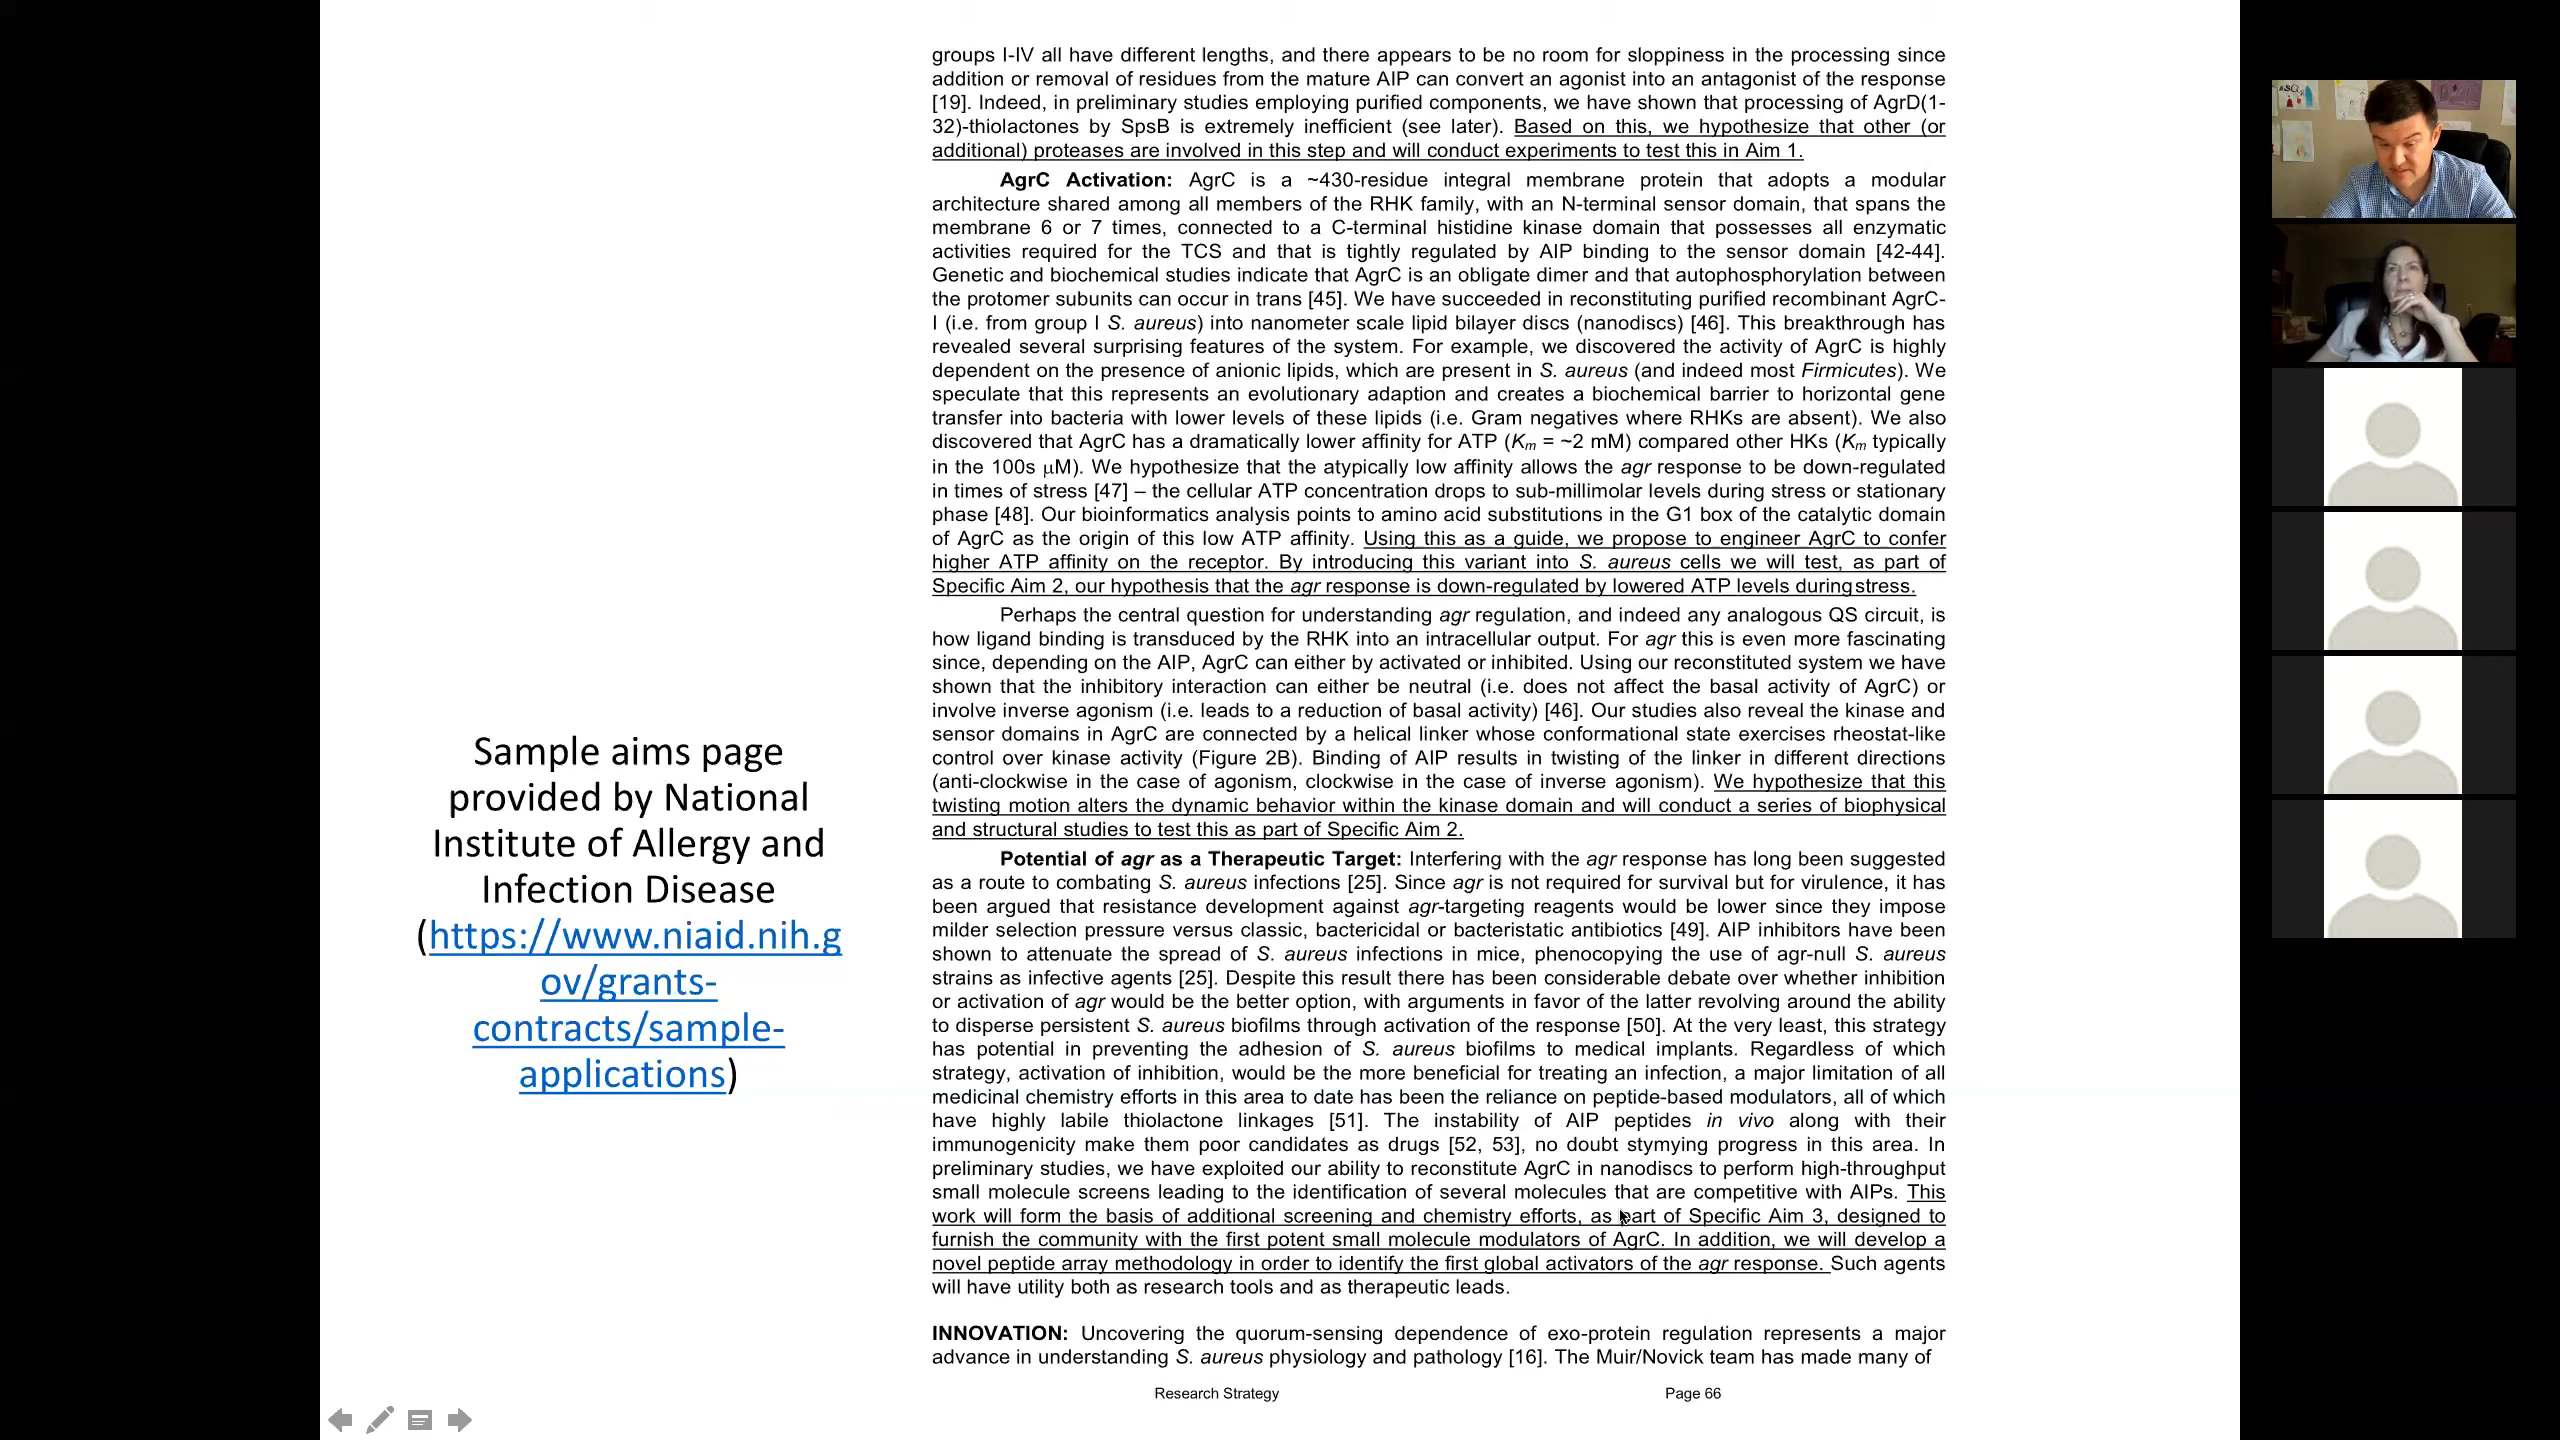 Sample aims page
provided by National
Institute of Allergy and
Infection Disease
(https://www.niaid.nih.g
ov/grants-
contracts/sample-
applications)
groups I-IV all have different lengths, and there appears to be no room for sloppiness in the processing since
addition or removal of residues from the mature AIP can convert an agonist into an antagonist of the response
[19]. Indeed, in preliminary studies employing purified components, we have shown that processing of AgrD(1-
32)-thiolactones by SpsB is extremely inefficient (see later). Based on this, we hypothesize that other (or
additional) proteases are involved in this step and will conduct experiments to test this in Aim 1.
AgrC Activation: AgrC is a ~430-residue integral membrane protein that adopts a modular
architecture shared among all members of the RHK family, with an N-terminal sensor domain, that spans the
membrane 6 or 7 times, connected to a C-terminal histidine kinase domain that possesses all enzymatic
activities required for the TCS and that is tightly regulated by AIP binding to the sensor domain [42-44].
Genetic and biochemical studies indicate that AgrC is an obligate dimer and that autophosphorylation between
the protomer subunits can occur in trans [45]. We have succeeded in reconstituting purified recombinant AgrC-
I (i.e. from group I S. aureus) into nanometer scale lipid bilayer discs (nanodiscs) [46]. This breakthrough has
revealed several surprising features of the system. For example, we discovered the activity of AgrC is highly
dependent on the presence of anionic lipids, which are present in S. aureus (and indeed most Firmicutes). We
speculate that this represents an evolutionary adaption and creates a biochemical barrier to horizontal gene
transfer into bacteria with lower levels of these lipids (i.e. Gram negatives where RHKs are absent). We also
discovered that AgrC has a dramatically lower affinity for ATP (Km = ~2 mM) compared other HKs (Km typically
in the 100s μM). We hypothesize that the atypically low affinity allows the agr response to be down-regulated
in times of stress [47] – the cellular ATP concentration drops to sub-millimolar levels during stress or stationary
phase [48]. Our bioinformatics analysis points to amino acid substitutions in the G1 box of the catalytic domain
of AgrC as the origin of this low ATP affinity. Using this as a guide, we propose to engineer AgrC to confer
higher ATP affinity on the receptor. By introducing this variant into S. aureus cells we will test, as part of
Specific Aim 2, our hypothesis that the agr response is down-regulated by lowered ATP levels during stress.
Perhaps the central question for understanding agr regulation, and indeed any analogous QS circuit, is
how ligand binding is transduced by the RHK into an intracellular output. For agr this is even more fascinating
since, depending on the AIP, AgrC can either by activated or inhibited. Using our reconstituted system we have
shown that the inhibitory interaction can either be neutral (i.e. does not affect the basal activity of AgrC) or
involve inverse agonism (i.e. leads to a reduction of basal activity) [46]. Our studies also reveal the kinase and
sensor domains in AgrC are connected by a helical linker whose conformational state exercises rheostat-like
control over kinase activity (Figure 2B). Binding of AIP results in twisting of the linker in different directions
(anti-clockwise in the case of agonism, clockwise in the case of inverse agonism). We hypothesize that this
twisting motion alters the dynamic behavior within the kinase domain and will conduct a series of biophysical
and structural studies to test this as part of Specific Aim 2.
Potential of agr as a Therapeutic Target: Interfering with the agr response has long been suggested
as a route to combating S. aureus infections [25]. Since agr is not required for survival but for virulence, it has
been argued that resistance development against agr-targeting reagents would be lower since they impose
milder selection pressure versus classic, bactericidal or bacteristatic antibiotics [49]. AIP inhibitors have been
shown to attenuate the spread of S. aureus infections in mice, phenocopying the use of agr-null S. aureus
strains as infective agents [25]. Despite this result there has been considerable debate over whether inhibition
or activation of agr would be the better option, with arguments in favor of the latter revolving around the ability
to disperse persistent S. aureus biofilms through activation of the response [50]. At the very least, this strategy
has potential in preventing the adhesion of S. aureus biofilms to medical implants. Regardless of which
strategy, activation of inhibition, would be the more beneficial for treating an infection, a major limitation of all
medicinal chemistry efforts in this area to date has been the reliance on peptide-based modulators, all of which
have highly labile thiolactone linkages [51]. The instability of AIP peptides in vivo along with their
immunogenicity make them poor candidates as drugs [52, 53], no doubt stymying progress in this area. In
preliminary studies, we have exploited our ability to reconstitute AgrC in nanodiscs to perform high-throughput
small molecule screens leading to the identification of several molecules that are competitive with AIPs. This
work will form the basis of additional screening and chemistry efforts, as part of Specific Aim 3, designed to
furnish the community with the first potent small molecule modulators of AgrC. In addition, we will develop a
novel peptide array methodology in order to identify the first global activators of the agr response. Such agents
will have utility both as research tools and as therapeutic leads.
INNOVATION: Uncovering the quorum-sensing dependence of exo-protein regulation represents a major
advance in understanding S. aureus physiology and pathology [16]. The Muir/Novick team has made many of
Research Strategy Page 66